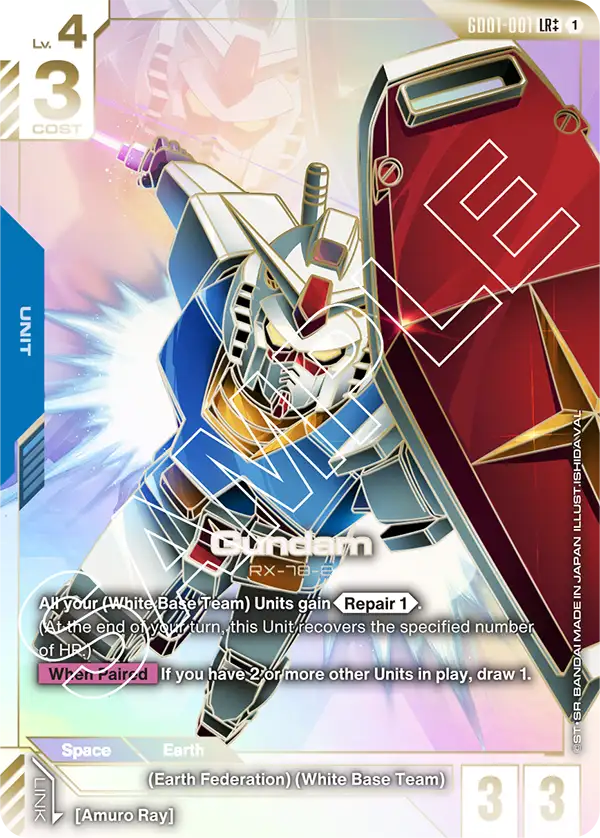 Lv. 4
GD01-001 LR++ 1
3
COST
UNIT
SAMPLE
Gundam
RX-78-2
All your (White Base Team) Units gain Repair 1.
(At the end of your turn, this Unit recovers the specified number
of HP.)
When Paired If you have 2 or more other Units in play, draw 1.
©ST·SR. BANDAI MADE IN JAPAN ILLUST.ISHIDAWAL
Space Earth
(Earth Federation) (White Base Team)
LINK
[Amuro Ray]
3 3